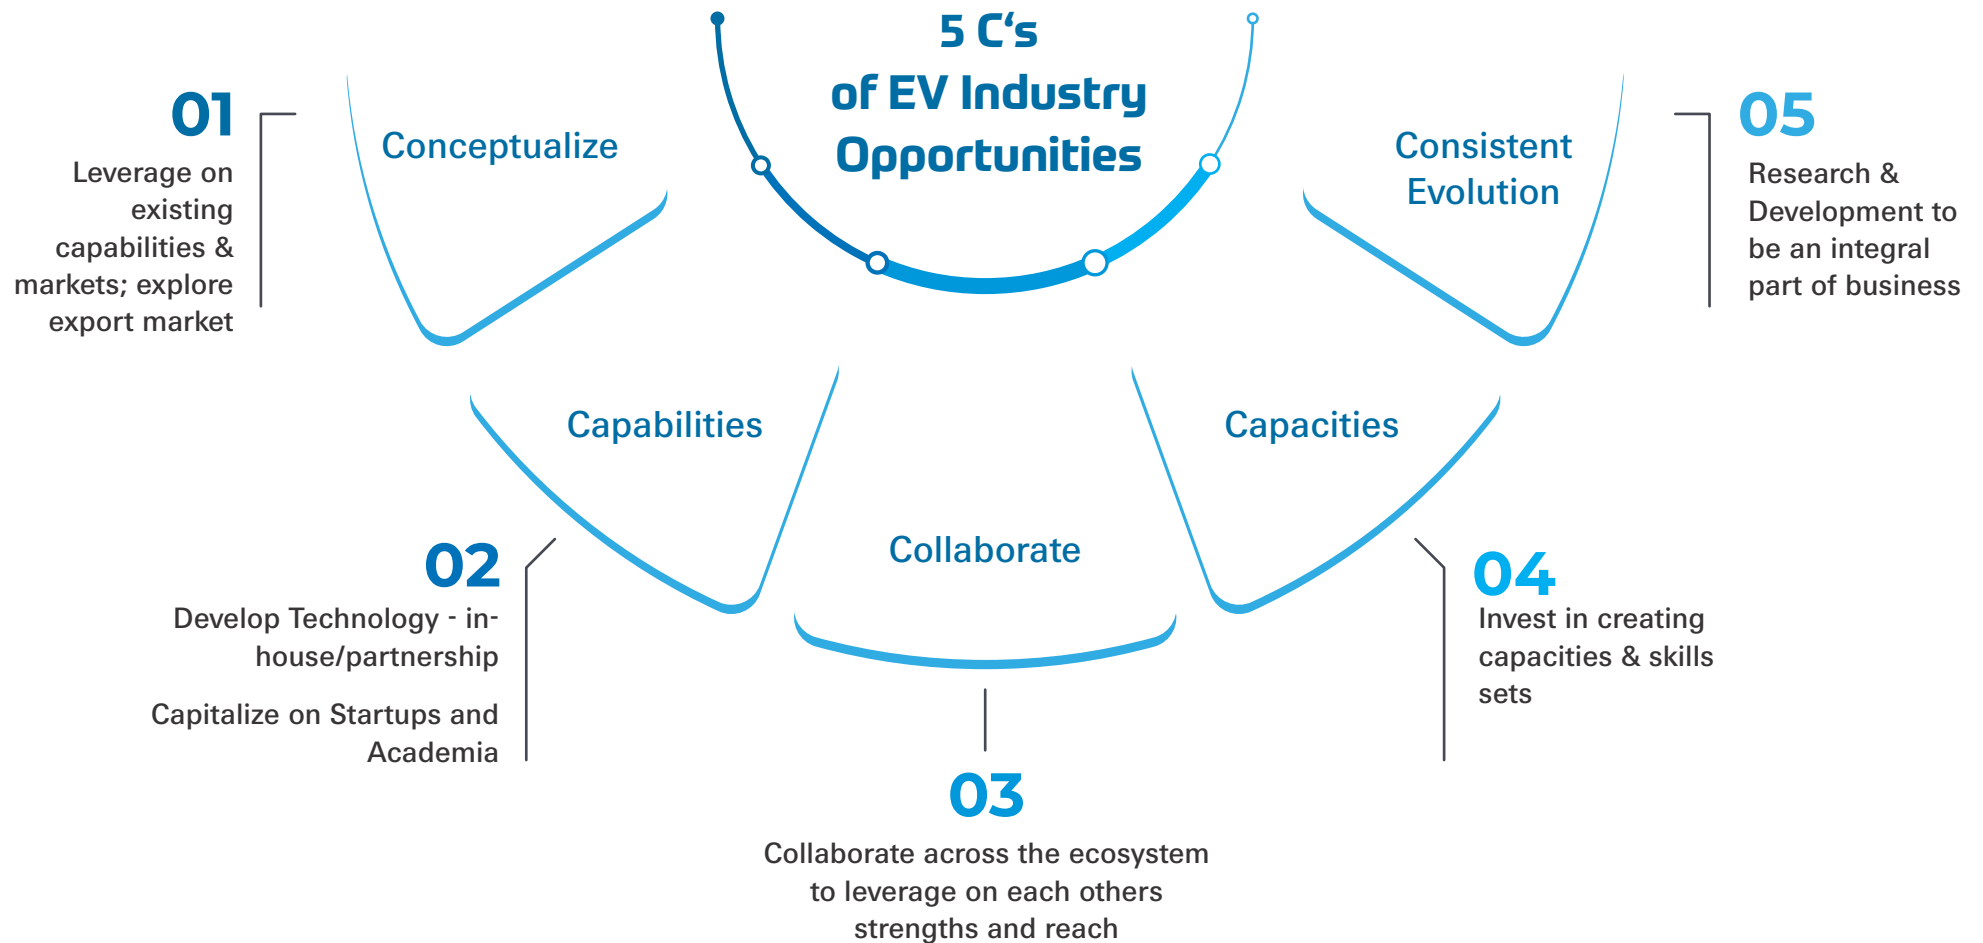 5 C‘s
of EV Industry
Opportunities
01
Conceptualize
Leverage on
existing
capabilities &
markets; explore
export market
02
Capabilities
Develop Technology - in-
house/partnership
Capitalize on Startups and
Academia
03
Collaborate
Collaborate across the ecosystem
to leverage on each others
strengths and reach
04
Capacities
Invest in creating
capacities & skills
sets
05
Consistent
Evolution
Research &
Development to
be an integral
part of business